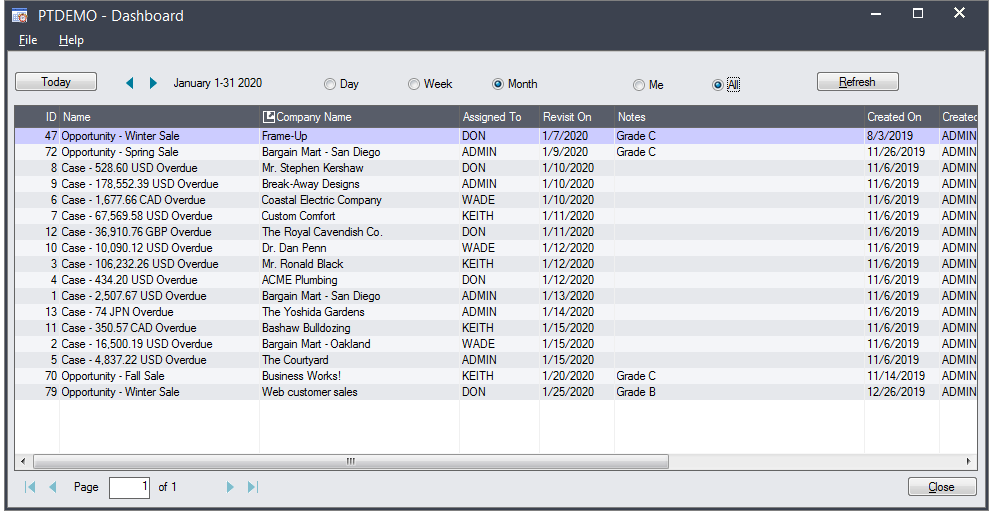 PTDEMO - Dashboard
File Help
Today January 1-31 2020 Day Week Month Me All Refresh
ID Name Company Name Assigned To Revisit On Notes Created On Created
47 Opportunity - Winter Sale Frame-Up DON 1/7/2020 Grade C 8/3/2019 ADMIN
72 Opportunity - Spring Sale Bargain Mart - San Diego ADMIN 1/9/2020 Grade C 11/26/2019 ADMIN
8 Case - 528.60 USD Overdue Mr. Stephen Kershaw DON 1/10/2020 11/6/2019 ADMIN
9 Case - 178,552.39 USD Overdue Break-Away Designs ADMIN 1/10/2020 11/6/2019 ADMIN
6 Case - 1,677.66 CAD Overdue Coastal Electric Company WADE 1/10/2020 11/6/2019 ADMIN
7 Case - 67,569.58 USD Overdue Custom Comfort KEITH 1/11/2020 11/6/2019 ADMIN
12 Case - 36,910.76 GBP Overdue The Royal Cavendish Co. DON 1/11/2020 11/6/2019 ADMIN
10 Case - 10,090.12 USD Overdue Dr. Dan Penn WADE 1/12/2020 11/6/2019 ADMIN
3 Case - 106,232.26 USD Overdue Mr. Ronald Black KEITH 1/12/2020 11/6/2019 ADMIN
4 Case - 434.20 USD Overdue ACME Plumbing DON 1/12/2020 11/6/2019 ADMIN
1 Case - 2,507.67 USD Overdue Bargain Mart - San Diego ADMIN 1/13/2020 11/6/2019 ADMIN
13 Case - 74 JPN Overdue The Yoshida Gardens ADMIN 1/14/2020 11/6/2019 ADMIN
11 Case - 350.57 CAD Overdue Bashaw Bulldozing KEITH 1/15/2020 11/6/2019 ADMIN
2 Case - 16,500.19 USD Overdue Bargain Mart - Oakland WADE 1/15/2020 11/6/2019 ADMIN
5 Case - 4,837.22 USD Overdue The Courtyard ADMIN 1/15/2020 11/6/2019 ADMIN
70 Opportunity - Fall Sale Business Works! KEITH 1/20/2020 Grade C 11/14/2019 ADMIN
79 Opportunity - Winter Sale Web customer sales DON 1/25/2020 Grade B 12/26/2019 ADMIN
Page 1 of 1 Close